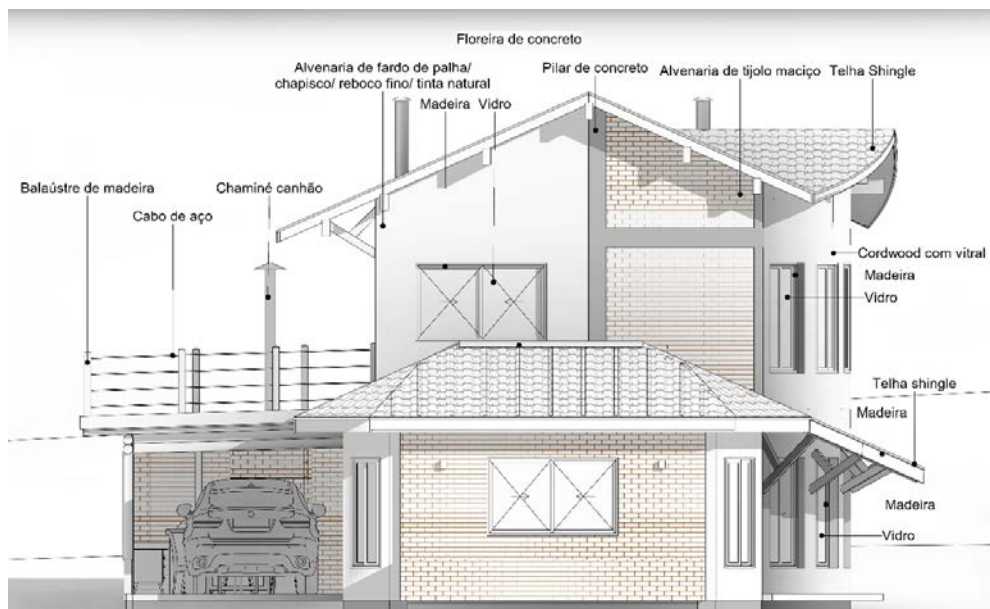 Floreira de concreto
Alvenaria de fardo de palha/
chapisco/ reboco fino/ tinta natural
Pilar de concreto
Alvenaria de tijolo maciço
Telha Shingle
Madeira
Vidro
Balaústre de madeira
Chaminé canhão
Cabo de aço
Cordwood com vitral
Madeira
Vidro
Telha shingle
Madeira
Madeira
Vidro